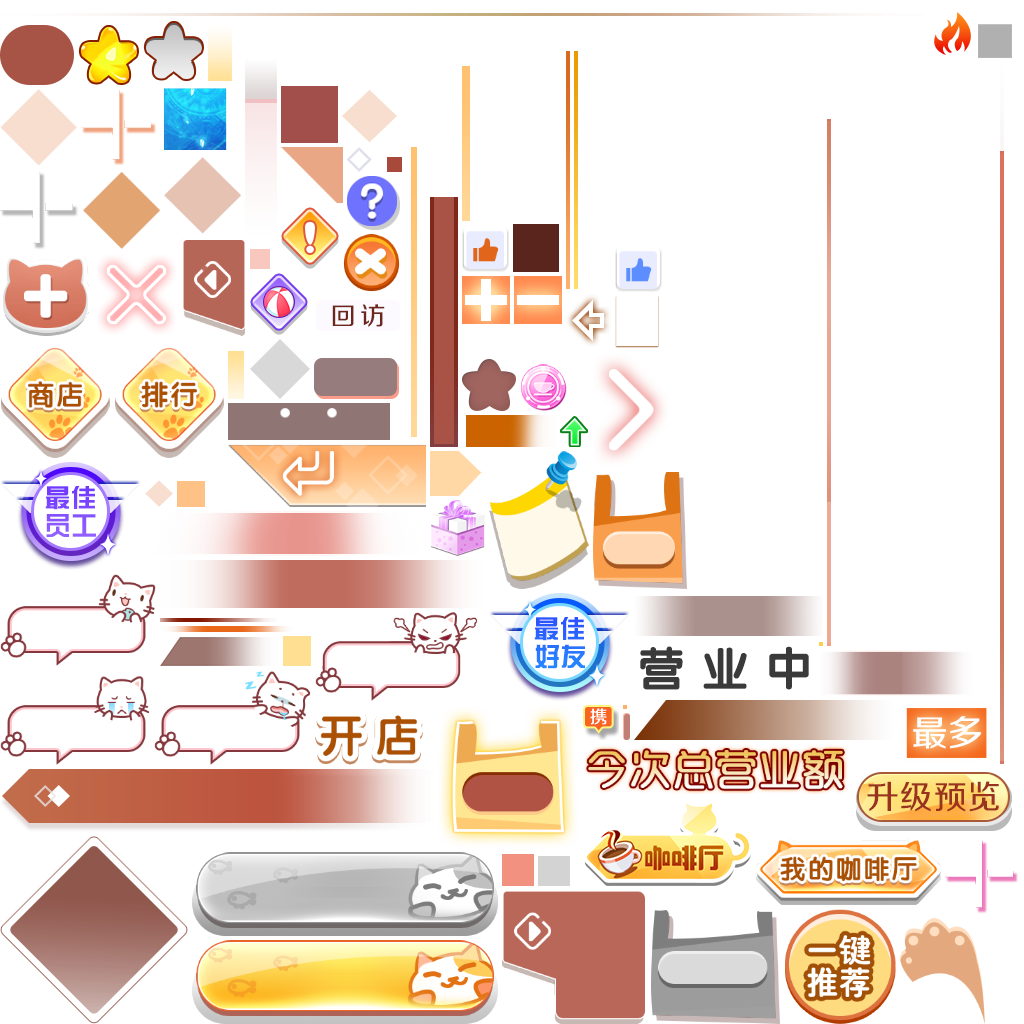 ?
!
回访
商店
排行
最佳
员工
最佳
好友
营业中
开店
携
最多
今次总营业额
升级预览
咖啡厅
我的咖啡厅
一键
推荐